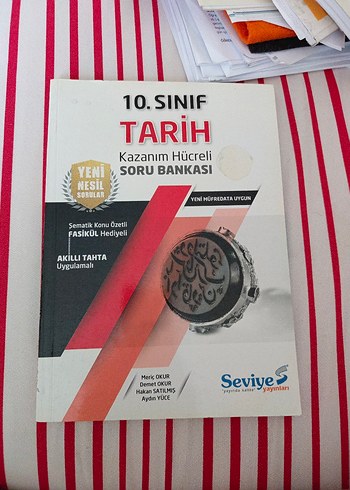 10. SINIF
TARİH
Kazanım Hücreli
SORU BANKASI
YENİ
NESİL
SORULAR
YENİ MÜFREDATA UYGUN
Şematik Konu Özetli
FASİKÜL Hediyeli
AKILLI TAHTA
Uygulamalı
Meriç OKUR
Demet OKUR
Hakan SATILMIŞ
Aydın YÜCE
Seviye
yayınları